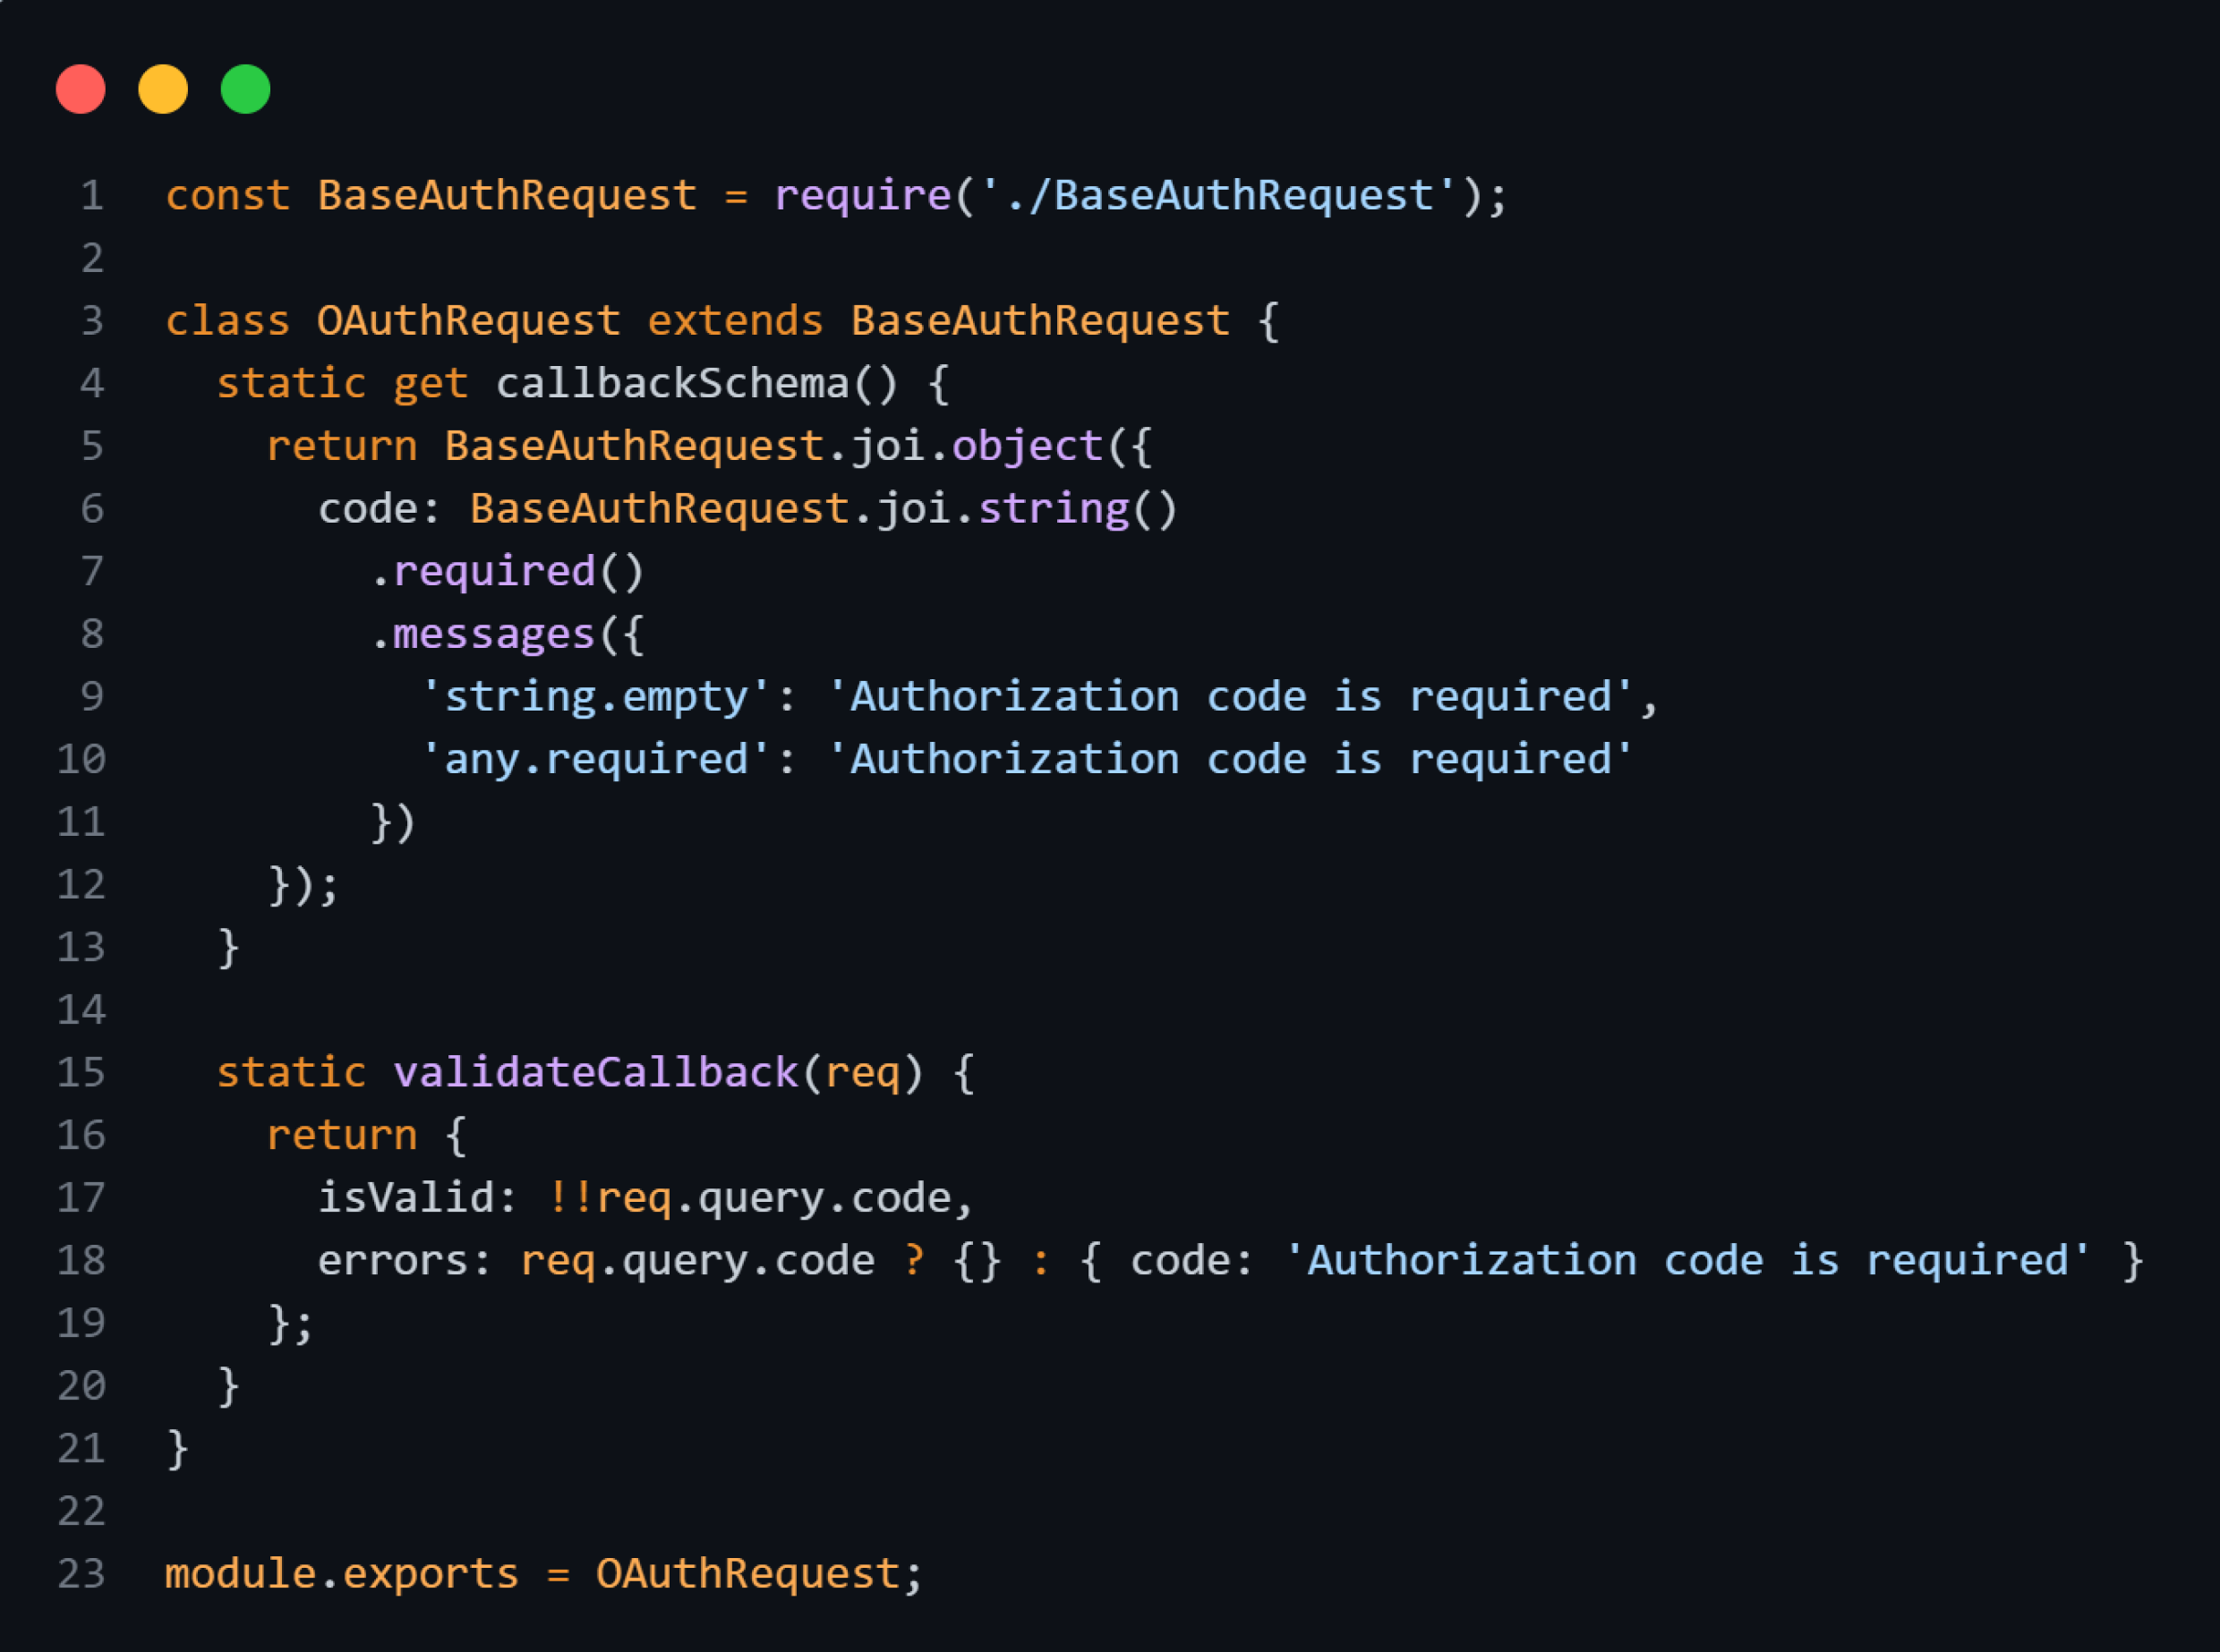 1 const BaseAuthRequest = require('./BaseAuthRequest');
2
3 class OAuthRequest extends BaseAuthRequest {
4   static get callbackSchema() {
5     return BaseAuthRequest.joi.object({
6       code: BaseAuthRequest.joi.string()
7         .required()
8         .messages({
9           'string.empty': 'Authorization code is required',
10           'any.required': 'Authorization code is required'
11         })
12     });
13   }
14
15   static validateCallback(req) {
16     return {
17       isValid: !!req.query.code,
18       errors: req.query.code ? {} : { code: 'Authorization code is required' }
19     };
20   }
21 }
22
23 module.exports = OAuthRequest;